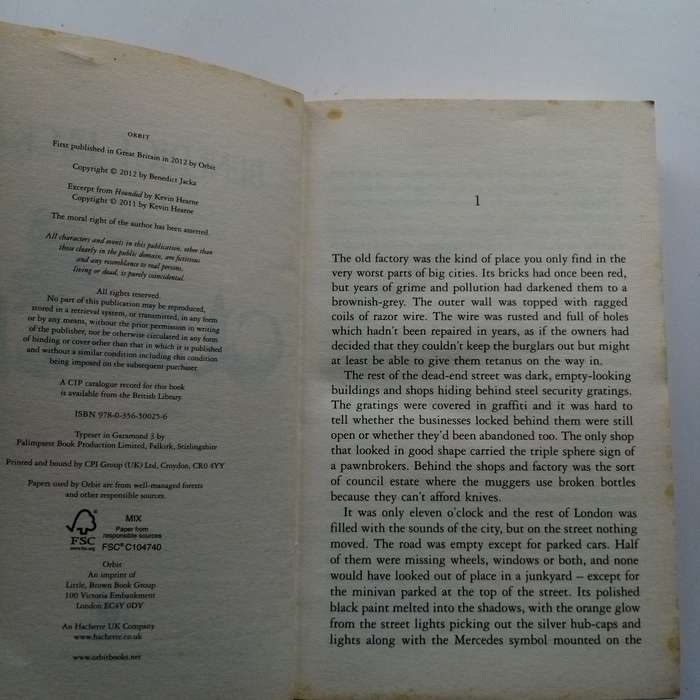 ORBIT
First published in Great Britain in 2012 by Orbit
Copyright © 2012 by Benedict Jacka
Excerpt from Hounded by Kevin Hearne
Copyright © 2011 by Kevin Hearne
The moral right of the author has been asserted.
All characters and events in this publication, other than
those clearly in the public domain, are fictitious
and any resemblance to real persons,
living or dead, is purely coincidental.
All rights reserved.
No part of this publication may be reproduced,
stored in a retrieval system, or transmitted, in any form
or by any means, without the prior permission in writing
of the publisher, nor be otherwise circulated in any form
of binding or cover other than that in which it is published
and without a similar condition including this condition
being imposed on the subsequent purchaser.
A CIP catalogue record for this book
is available from the British Library.
ISBN 978-0-356-50025-6
Typeset in Garamond 3 by
Palimpsest Book Production Limited, Falkirk, Stirlingshire
Printed and bound by CPI Group (UK) Ltd, Croydon, CR0 4YY
Papers used by Orbit are from well-managed forests
and other responsible sources.
MIX
Paper from
responsible sources
FSC
www.fsc.org
FSC® C104740
Orbit
An imprint of
Little, Brown Book Group
100 Victoria Embankment
London EC4Y 0DY
An Hachette UK Company
www.hachette.co.uk
www.orbitbooks.net
1
The old factory was the kind of place you only find in the
very worst parts of big cities. Its bricks had once been red,
but years of grime and pollution had darkened them to a
brownish-grey. The outer wall was topped with ragged
coils of razor wire. The wire was rusted and full of holes
which hadn't been repaired in years, as if the owners had
decided that they couldn't keep the burglars out but might
at least be able to give them tetanus on the way in.
The rest of the dead-end street was dark, empty-looking
buildings and shops hiding behind steel security gratings.
The gratings were covered in graffiti and it was hard to
tell whether the businesses locked behind them were still
open or whether they'd been abandoned too. The only shop
that looked in good shape carried the triple sphere sign of
a pawnbrokers. Behind the shops and factory was the sort
of council estate where the muggers use broken bottles
because they can't afford knives.
It was only eleven o'clock and the rest of London was
filled with the sounds of the city, but on the street nothing
moved. The road was empty except for parked cars. Half
of them were missing wheels, windows or both, and none
would have looked out of place in a junkyard – except for
the minivan parked at the top of the street. Its polished
black paint melted into the shadows, with the orange glow
from the street lights picking out the silver hub-caps and
lights along with the Mercedes symbol mounted on the